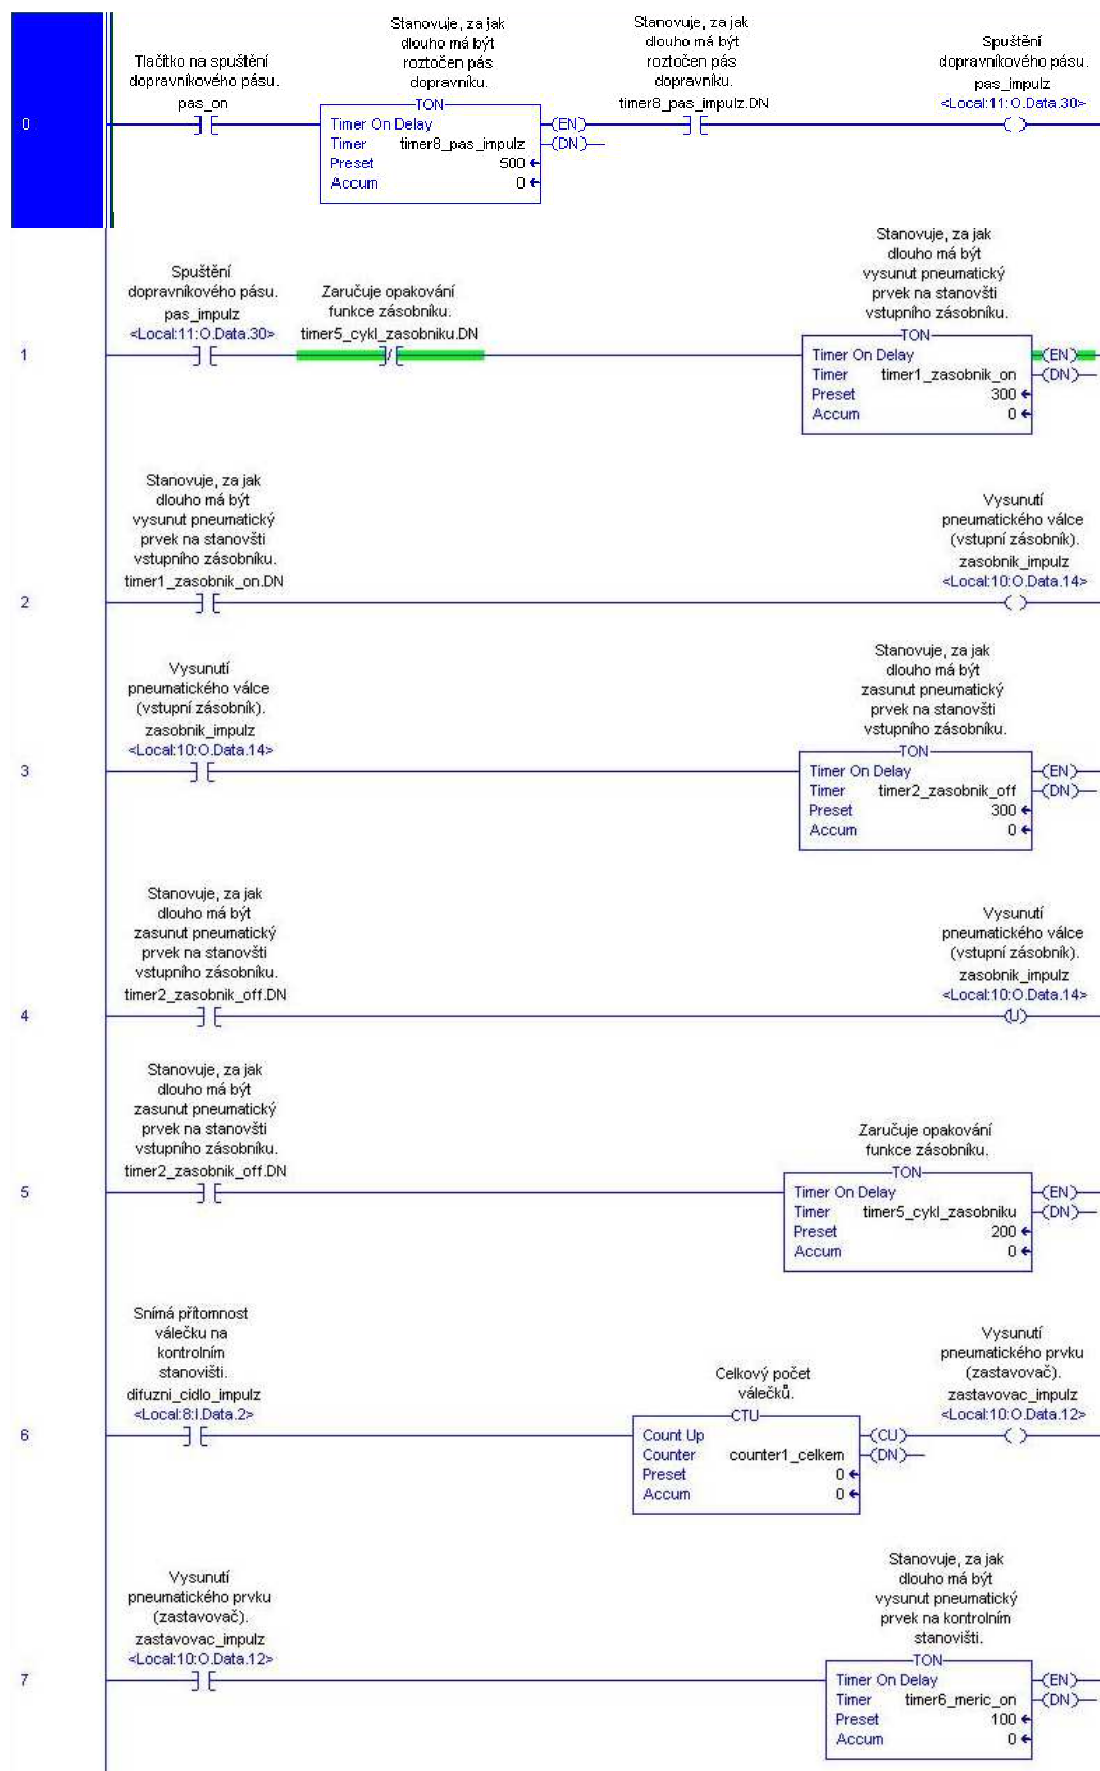 0
Tlačítko na spuštění
dopravníkového pásu.
pas_on
Stanovuje, za jak
dlouho má být
roztočen pás
dopravníku.
TON
Timer On Delay
Timer timer8_pas_impulz
Preset 500
Accum 0
(EN)
(DN)
Stanovuje, za jak
dlouho má být
roztočen pás
dopravníku.
timer8_pas_impulz.DN
Spuštění
dopravníkového pásu.
pas_impulz
<Local:11:O.Data.30>
1
Spuštění
dopravníkového pásu.
pas_impulz
<Local:11:O.Data.30>
Zaručuje opakování
funkce zásobníku.
timer5_cykl_zasobniku.DN
Stanovuje, za jak
dlouho má být
vysunut pneumatický
prvek na stanovšti
vstupního zásobníku.
TON
Timer On Delay
Timer timer1_zasobnik_on
Preset 300
Accum 0
(EN)
(DN)
2
Stanovuje, za jak
dlouho má být
vysunut pneumatický
prvek na stanovšti
vstupního zásobníku.
timer1_zasobnik_on.DN
Vysunutí
pneumatického válce
(vstupní zásobník).
zasobnik_impulz
<Local:10:O.Data.14>
3
Vysunutí
pneumatického válce
(vstupní zásobník).
zasobnik_impulz
<Local:10:O.Data.14>
Stanovuje, za jak
dlouho má být
zasunut pneumatický
prvek na stanovšti
vstupního zásobníku.
TON
Timer On Delay
Timer timer2_zasobnik_off
Preset 300
Accum 0
(EN)
(DN)
4
Stanovuje, za jak
dlouho má být
zasunut pneumatický
prvek na stanovšti
vstupního zásobníku.
timer2_zasobnik_off.DN
Vysunutí
pneumatického válce
(vstupní zásobník).
zasobnik_impulz
<Local:10:O.Data.14>
(U)
5
Stanovuje, za jak
dlouho má být
zasunut pneumatický
prvek na stanovšti
vstupního zásobníku.
timer2_zasobnik_off.DN
Zaručuje opakování
funkce zásobníku.
TON
Timer On Delay
Timer timer5_cykl_zasobniku
Preset 200
Accum 0
(EN)
(DN)
6
Snímá přítomnost
válečku na
kontrolním
stanovišti.
difuzni_cidlo_impulz
<Local:8:I.Data.2>
Celkový počet
válečků.
CTU
Count Up
Counter counter1_celkem
Preset 0
Accum 0
(CU)
(DN)
Vysunutí
pneumatického prvku
(zastavovač).
zastavovac_impulz
<Local:10:O.Data.12>
7
Vysunutí
pneumatického prvku
(zastavovač).
zastavovac_impulz
<Local:10:O.Data.12>
Stanovuje, za jak
dlouho má být
vysunut pneumatický
prvek na kontrolním
stanovišti.
TON
Timer On Delay
Timer timer6_meric_on
Preset 100
Accum 0
(EN)
(DN)